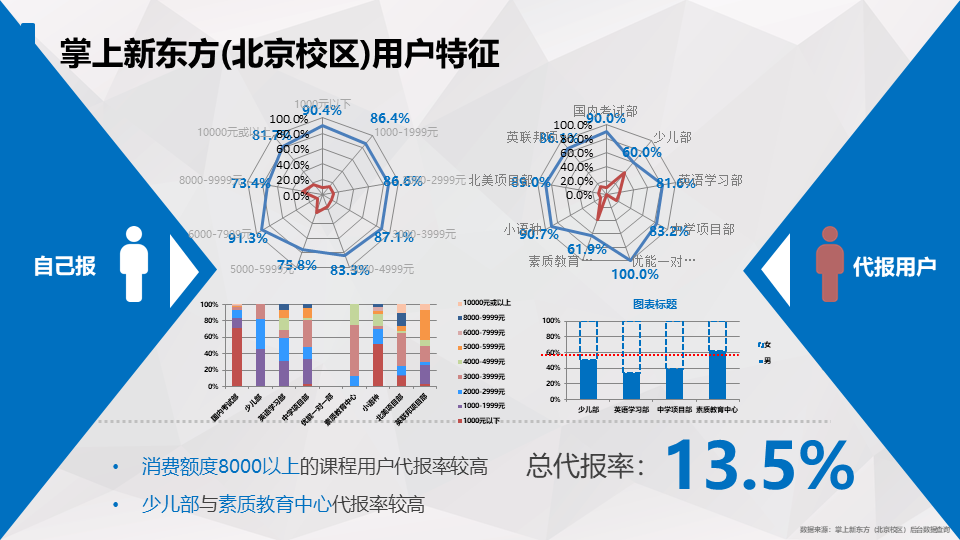 掌上新东方(北京校区)用户特征
1000元以下
90.4%
86.4%
1000-1999元
86.6%
2000-2999元
87.1%
3000-3999元
83.3%
4000-4999元
75.8%
5000-5999元
91.3%
6000-7999元
73.4%
8000-9999元
81.7%
10000元或以上
100.0%
80.0%
60.0%
40.0%
20.0%
0.0%
国内考试部
90.0%
少儿部
60.0%
英语学习部
81.6%
中学项目部
83.2%
优能一对一…
100.0%
素质教育…
61.9%
小语种
90.7%
北美项目部
89.0%
英联邦项目
100.0%
80.0%
60.0%
40.0%
20.0%
0.0%
自己报
代报用户
100%
80%
60%
40%
20%
0%
国内考试部
少儿部
英语学习部
中学项目部
优能一对一部
素质教育中心
小语种
北美项目部
英联邦项目部
10000元或以上
8000-9999元
6000-7999元
5000-5999元
4000-4999元
3000-3999元
2000-2999元
1000-1999元
1000元以下
图表标题
100%
80%
60%
40%
20%
0%
少儿部
英语学习部
中学项目部
素质教育中心
女
男
• 消费额度8000以上的课程用户代报率较高
• 少儿部与素质教育中心代报率较高
总代报率：13.5%
数据来源：掌上新东方（北京校区）后台数据查询